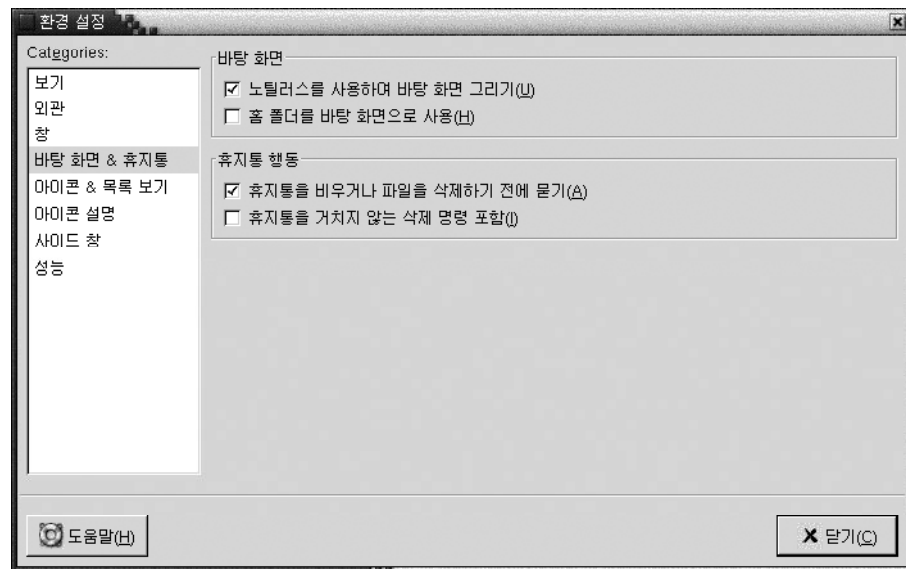 환경 설정
Categories:
보기
외관
창
바탕 화면 & 휴지통
아이콘 & 목록 보기
아이콘 설명
사이드 창
성능
바탕 화면
노틸러스를 사용하여 바탕 화면 그리기(U)
홈 폴더를 바탕 화면으로 사용(H)
휴지통 행동
휴지통을 비우거나 파일을 삭제하기 전에 묻기(A)
휴지통을 거치지 않는 삭제 명령 포함(I)
도움말(H)
닫기(C)